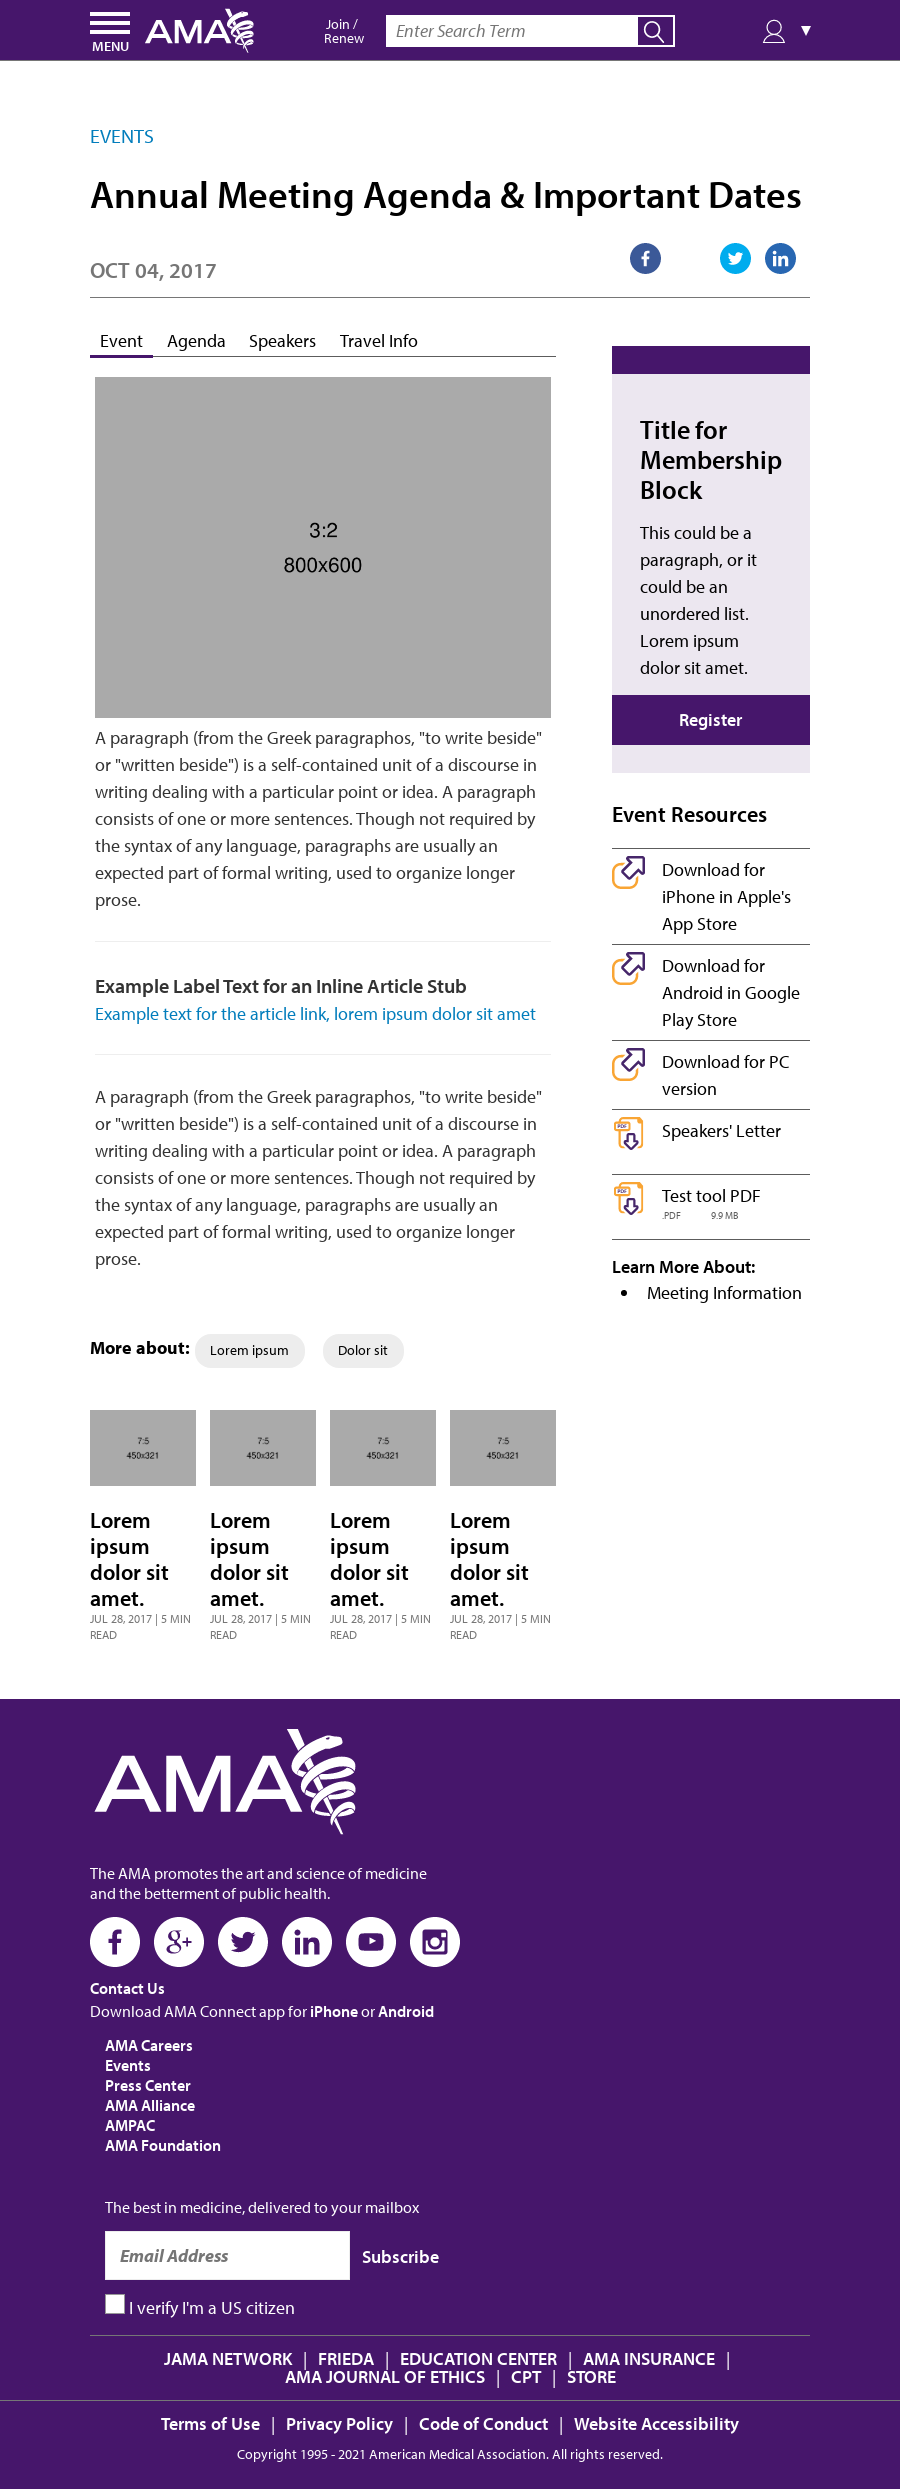 MENU
AMA
Join /
Renew
Enter Search Term
EVENTS
Annual Meeting Agenda & Important Dates
OCT 04, 2017
Event Agenda Speakers Travel Info
3:2
800x600
A paragraph (from the Greek paragraphos, "to write beside"
or "written beside") is a self-contained unit of a discourse in
writing dealing with a particular point or idea. A paragraph
consists of one or more sentences. Though not required by
the syntax of any language, paragraphs are usually an
expected part of formal writing, used to organize longer
prose.
Example Label Text for an Inline Article Stub
Example text for the article link, lorem ipsum dolor sit amet
A paragraph (from the Greek paragraphos, "to write beside"
or "written beside") is a self-contained unit of a discourse in
writing dealing with a particular point or idea. A paragraph
consists of one or more sentences. Though not required by
the syntax of any language, paragraphs are usually an
expected part of formal writing, used to organize longer
prose.
More about: Lorem ipsum Dolor sit
7:5
450x321
Lorem
ipsum
dolor sit
amet.
JUL 28, 2017 | 5 MIN
READ
7:5
450x321
Lorem
ipsum
dolor sit
amet.
JUL 28, 2017 | 5 MIN
READ
7:5
450x321
Lorem
ipsum
dolor sit
amet.
JUL 28, 2017 | 5 MIN
READ
7:5
450x321
Lorem
ipsum
dolor sit
amet.
JUL 28, 2017 | 5 MIN
READ
Title for
Membership
Block
This could be a
paragraph, or it
could be an
unordered list.
Lorem ipsum
dolor sit amet.
Register
Event Resources
Download for
iPhone in Apple's
App Store
Download for
Android in Google
Play Store
Download for PC
version
PDF
Speakers' Letter
PDF
Test tool PDF
.PDF 9.9 MB
Learn More About:
• Meeting Information
AMA
The AMA promotes the art and science of medicine
and the betterment of public health.
Contact Us
Download AMA Connect app for iPhone or Android
AMA Careers
Events
Press Center
AMA Alliance
AMPAC
AMA Foundation
The best in medicine, delivered to your mailbox
Email Address Subscribe
I verify I'm a US citizen
JAMA NETWORK | FRIEDA | EDUCATION CENTER | AMA INSURANCE |
AMA JOURNAL OF ETHICS | CPT | STORE
Terms of Use | Privacy Policy | Code of Conduct | Website Accessibility
Copyright 1995 - 2021 American Medical Association. All rights reserved.